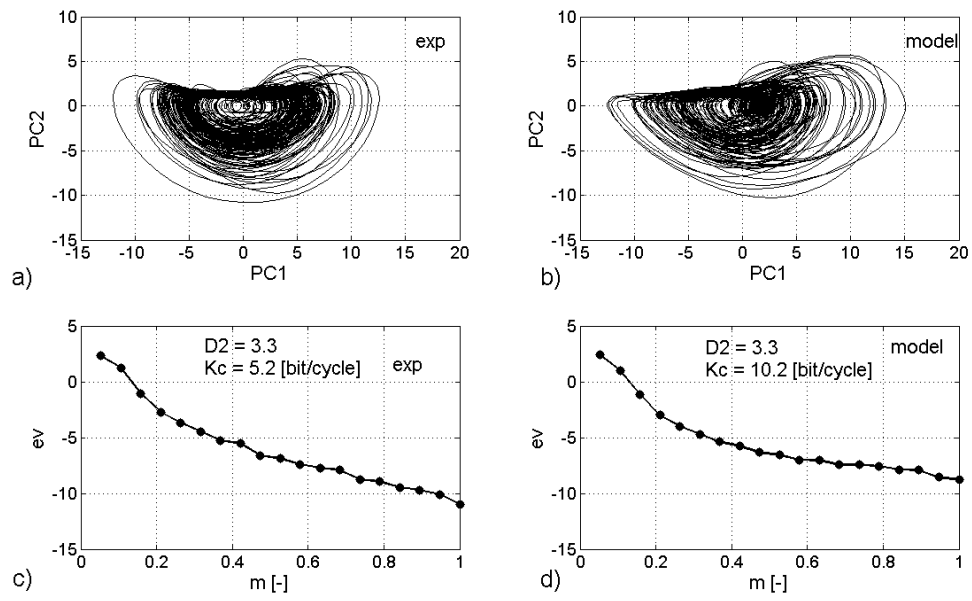 10
5
0
-5
-10
-15
PC2
exp
-15 -10 -5 0 5 10 15 20
PC1
a)
10
5
0
-5
-10
-15
PC2
model
-15 -10 -5 0 5 10 15 20
PC1
b)
5
0
-5
-10
-15
ev
D2 = 3.3
Kc = 5.2 [bit/cycle]
exp
0 0.2 0.4 0.6 0.8 1
m [-]
c)
5
0
-5
-10
-15
ev
D2 = 3.3
Kc = 10.2 [bit/cycle]
model
0 0.2 0.4 0.6 0.8 1
m [-]
d)